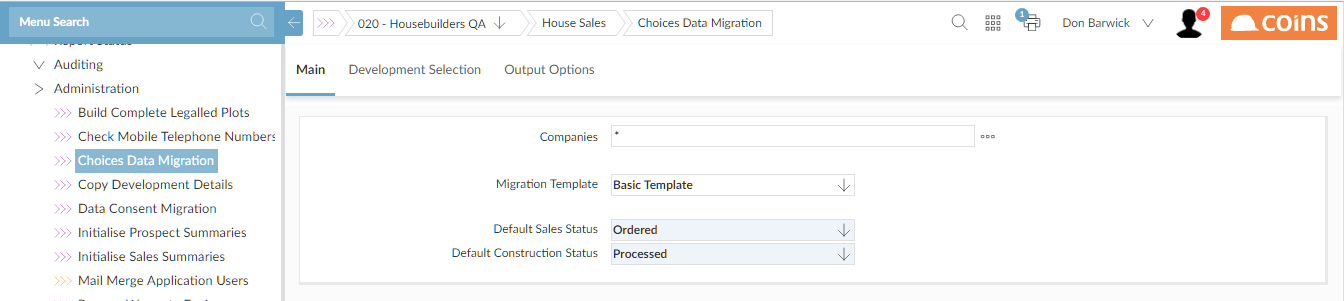 Menu Search
020 - Housebuilders QA
House Sales
Choices Data Migration
1
Don Barwick
4
coins
Report Status
Auditing
Administration
Build Complete Legalled Plots
Check Mobile Telephone Numbers
Choices Data Migration
Copy Development Details
Data Consent Migration
Initialise Prospect Summaries
Initialise Sales Summaries
Mail Merge Application Users
Main
Development Selection
Output Options
Companies
*
Migration Template
Basic Template
Default Sales Status
Ordered
Default Construction Status
Processed